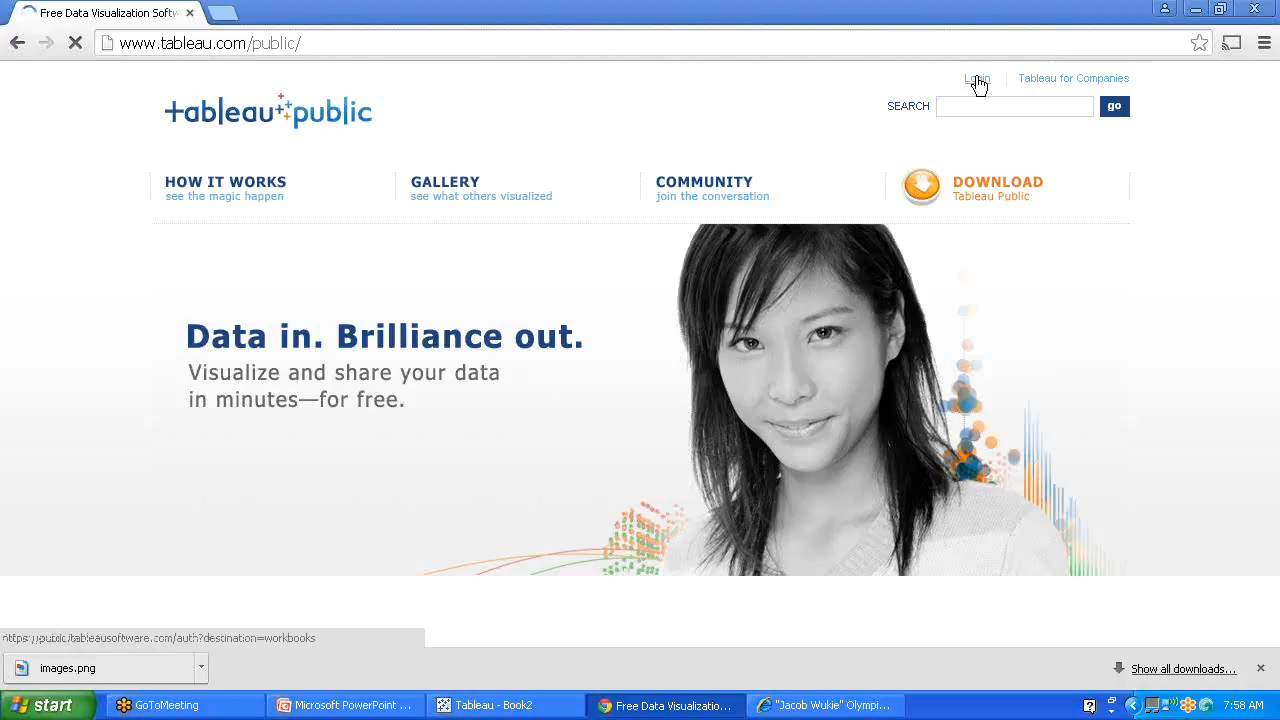 Free Data Visualization Softw
www.tableau.com/public/
Login
Tableau for Companies
tableau public
SEARCH
go
HOW IT WORKS
see the magic happen
GALLERY
see what others visualized
COMMUNITY
join the conversation
DOWNLOAD
Tableau Public
Data in. Brilliance out.
Visualize and share your data
in minutes—for free.
https://public.tableausoftware.com/auth?destination=workbooks
images.png
Show all downloads...
start
GoToMeeting
Microsoft PowerPoint ...
Tableau - Book2
Free Data Visualizatio...
"Jacob Wukie" Olympi...
7:58 AM